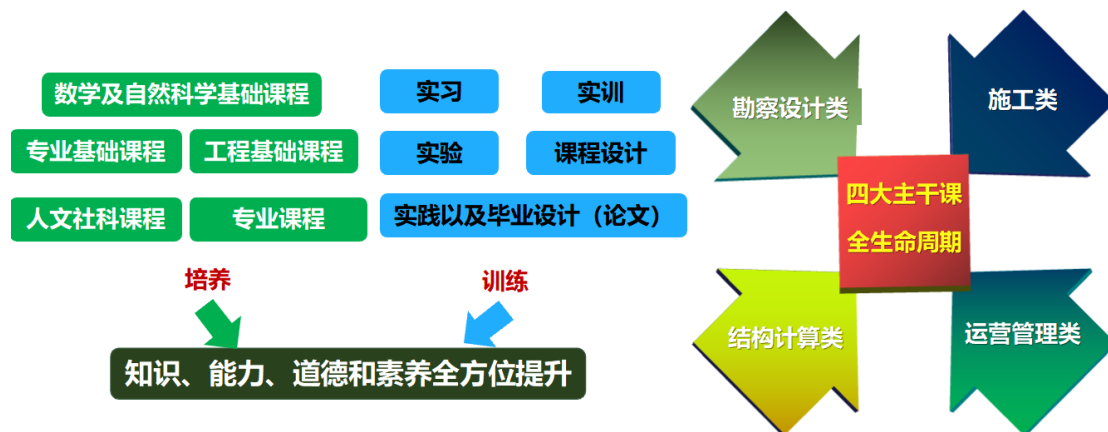 数学及自然科学基础课程
专业基础课程
工程基础课程
人文社科课程
专业课程
实习
实训
实验
课程设计
实践以及毕业设计（论文）
培养
训练
知识、能力、道德和素养全方位提升
勘察设计类
施工类
四大主干课
全生命周期
结构计算类
运营管理类